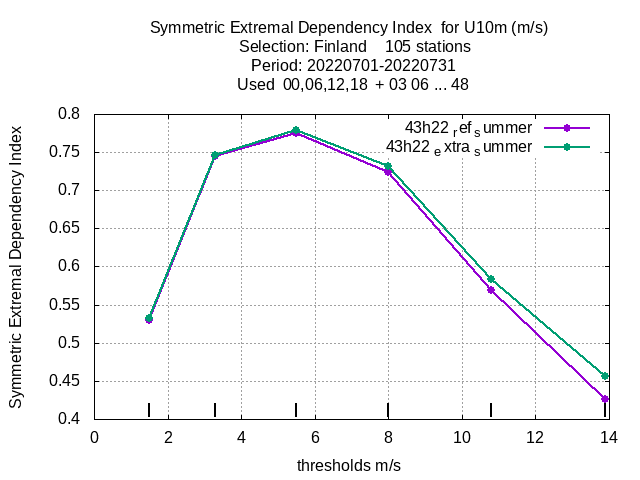 Symmetric Extremal Dependency Index  for U10m (m/s)
Selection: Finland    105 stations
Period: 20220701-20220731
Used  00,06,12,18  + 03 06 ... 48
43h22 ref summer
43h22 extra summer
Symmetric Extremal Dependency Index
0.8
0.75
0.7
0.65
0.6
0.55
0.5
0.45
0.4
0 2 4 6 8 10 12 14
thresholds m/s